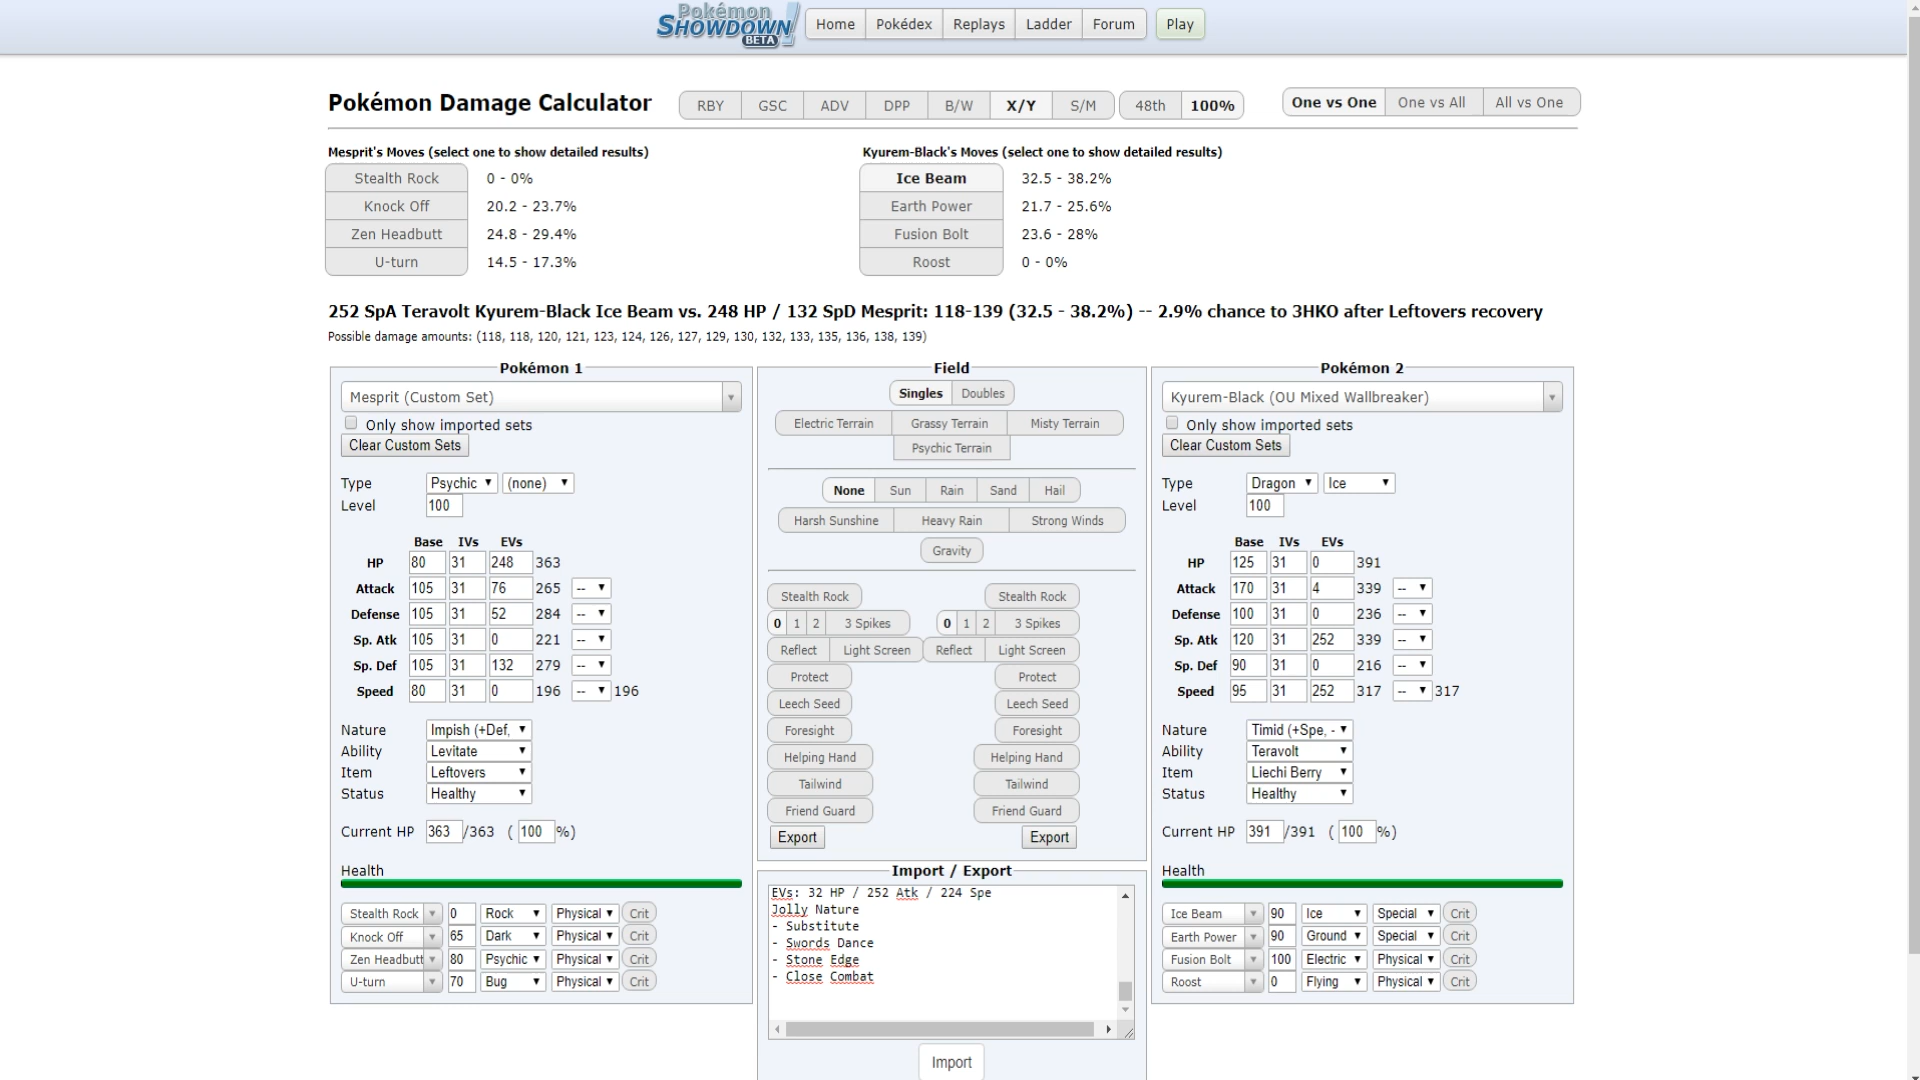 Pokémon
SHOWDOWN!
BETA
Home Pokédex Replays Ladder Forum Play
Pokémon Damage Calculator RBY GSC ADV DPP B/W X/Y S/M 48th 100% One vs One One vs All All vs One
Mesprit's Moves (select one to show detailed results) Kyurem-Black's Moves (select one to show detailed results)
Stealth Rock 0 - 0% Ice Beam 32.5 - 38.2%
Knock Off 20.2 - 23.7% Earth Power 21.7 - 25.6%
Zen Headbutt 24.8 - 29.4% Fusion Bolt 23.6 - 28%
U-turn 14.5 - 17.3% Roost 0 - 0%
252 SpA Teravolt Kyurem-Black Ice Beam vs. 248 HP / 132 SpD Mesprit: 118-139 (32.5 - 38.2%) -- 2.9% chance to 3HKO after Leftovers recovery
Possible damage amounts: (118, 118, 120, 121, 123, 124, 126, 127, 129, 130, 132, 133, 135, 136, 138, 139)
Pokémon 1
Mesprit (Custom Set)
Only show imported sets
Clear Custom Sets
Type Psychic (none)
Level 100
Base IVs EVs
HP 80 31 248 363
Attack 105 31 76 265 --
Defense 105 31 52 284 --
Sp. Atk 105 31 0 221 --
Sp. Def 105 31 132 279 --
Speed 80 31 0 196 -- 196
Nature Impish (+Def,
Ability Levitate
Item Leftovers
Status Healthy
Current HP 363 /363 ( 100 %)
Health
Stealth Rock 0 Rock Physical Crit
Knock Off 65 Dark Physical Crit
Zen Headbutt 80 Psychic Physical Crit
U-turn 70 Bug Physical Crit
Field
Singles Doubles
Electric Terrain Grassy Terrain Misty Terrain
Psychic Terrain
None Sun Rain Sand Hail
Harsh Sunshine Heavy Rain Strong Winds
Gravity
Stealth Rock Stealth Rock
0 1 2 3 Spikes 0 1 2 3 Spikes
Reflect Light Screen Reflect Light Screen
Protect Protect
Leech Seed Leech Seed
Foresight Foresight
Helping Hand Helping Hand
Tailwind Tailwind
Friend Guard Friend Guard
Export Export
Import / Export
EVs: 32 HP / 252 Atk / 224 Spe
Jolly Nature
- Substitute
- Swords Dance
- Stone Edge
- Close Combat
Import
Pokémon 2
Kyurem-Black (OU Mixed Wallbreaker)
Only show imported sets
Clear Custom Sets
Type Dragon Ice
Level 100
Base IVs EVs
HP 125 31 0 391
Attack 170 31 4 339 --
Defense 100 31 0 236 --
Sp. Atk 120 31 252 339 --
Sp. Def 90 31 0 216 --
Speed 95 31 252 317 -- 317
Nature Timid (+Spe, -
Ability Teravolt
Item Liechi Berry
Status Healthy
Current HP 391 /391 ( 100 %)
Health
Ice Beam 90 Ice Special Crit
Earth Power 90 Ground Special Crit
Fusion Bolt 100 Electric Physical Crit
Roost 0 Flying Physical Crit